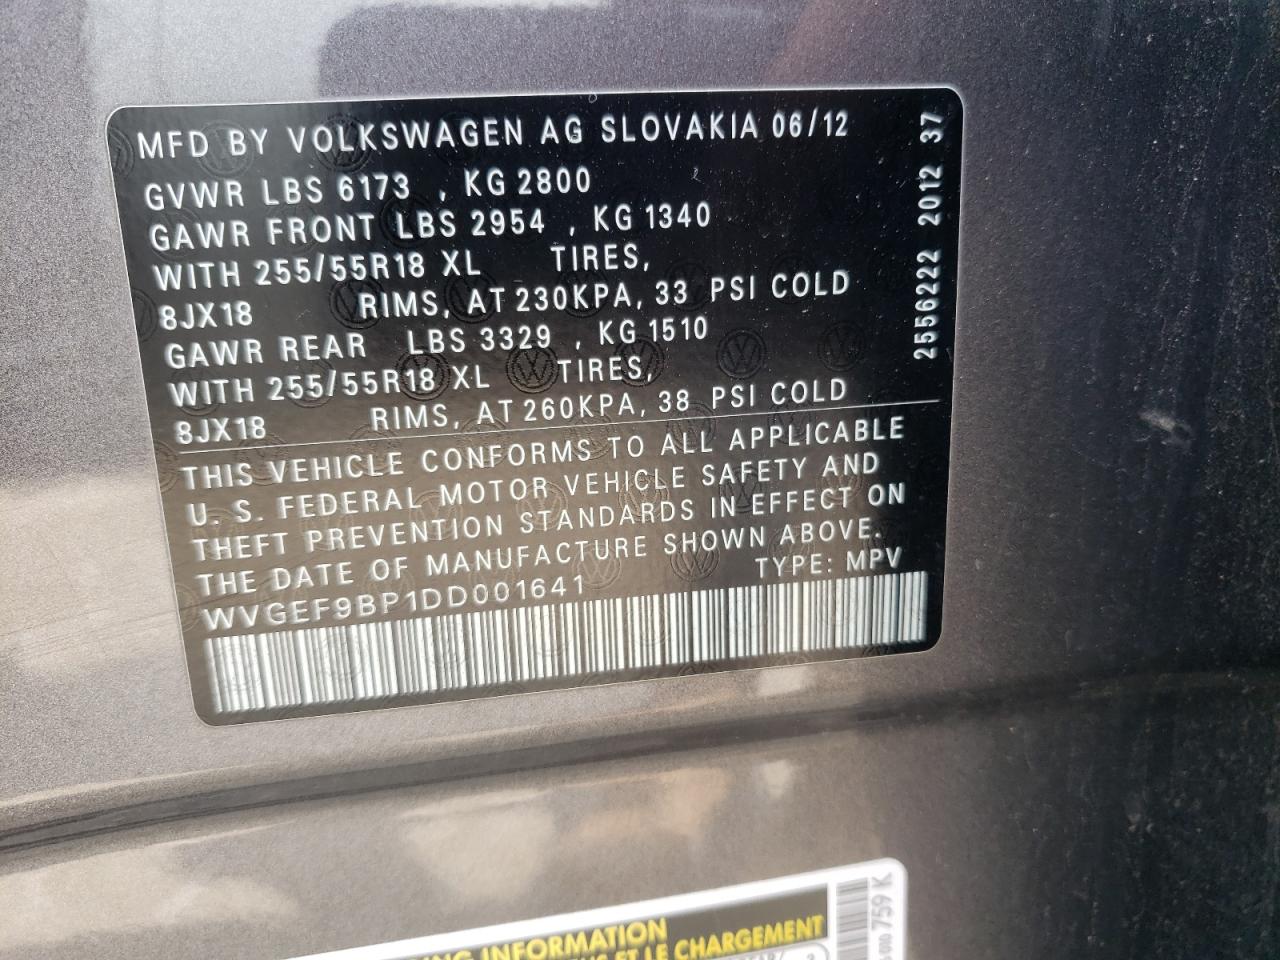 MFD BY VOLKSWAGEN AG SLOVAKIA 06/12
GVWR LBS 6173 , KG 2800
GAWR FRONT LBS 2954 , KG 1340
WITH 255/55R18 XL TIRES,
8JX18 RIMS, AT 230KPA, 33 PSI COLD
GAWR REAR LBS 3329 , KG 1510
WITH 255/55R18 XL TIRES,
8JX18 RIMS, AT 260KPA, 38 PSI COLD
THIS VEHICLE CONFORMS TO ALL APPLICABLE
U. S. FEDERAL MOTOR VEHICLE SAFETY AND
THEFT PREVENTION STANDARDS IN EFFECT ON
THE DATE OF MANUFACTURE SHOWN ABOVE.
WVGEF9BP1DD001641 TYPE: MPV
2556222 2012 37
INFORMATION
ET LE CHARGEMENT
010 759 K